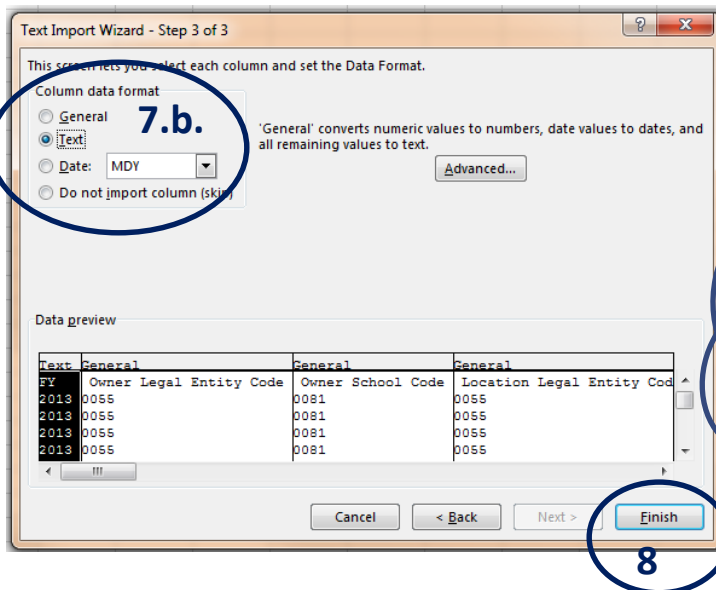 Text Import Wizard - Step 3 of 3
This screen lets you select each column and set the Data Format.
Column data format
General
Text
Date: MDY
Do not import column (skip)
7.b.
'General' converts numeric values to numbers, date values to dates, and
all remaining values to text.
Advanced...
Data preview
Text General General General
FY Owner Legal Entity Code Owner School Code Location Legal Entity Cod
2013 0055 0081 0055
2013 0055 0081 0055
2013 0055 0081 0055
2013 0055 0081 0055
Cancel < Back Next > Finish
8